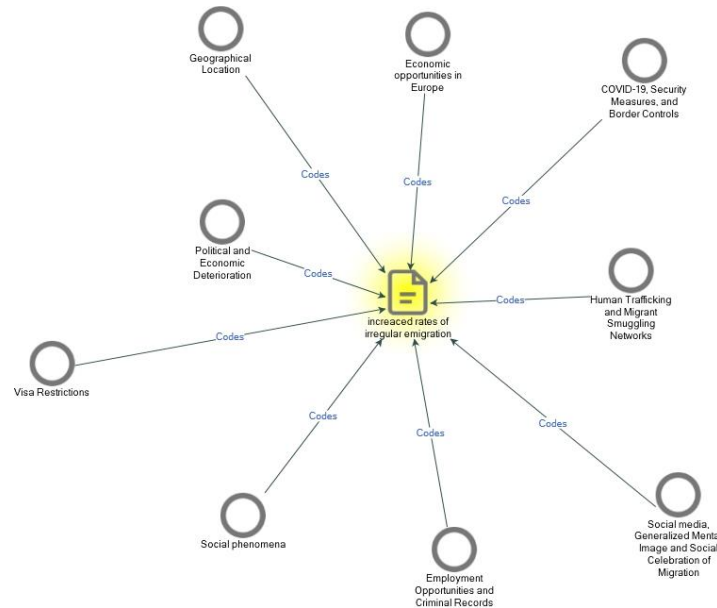 Geographical
Location
Economic
opportunities in
Europe
COVID-19, Security
Measures, and
Border Controls
Codes
Codes
Codes
Political and
Economic
Deterioration
Codes
Human Trafficking
and Migrant
Smuggling
Networks
Codes
increaced rates of
irregular emigration
Codes
Visa Restrictions
Codes
Codes
Codes
Social phenomena
Social media,
Generalized Menta
Image and Social
Celebration of
Migration
Employment
Opportunities and
Criminal Records